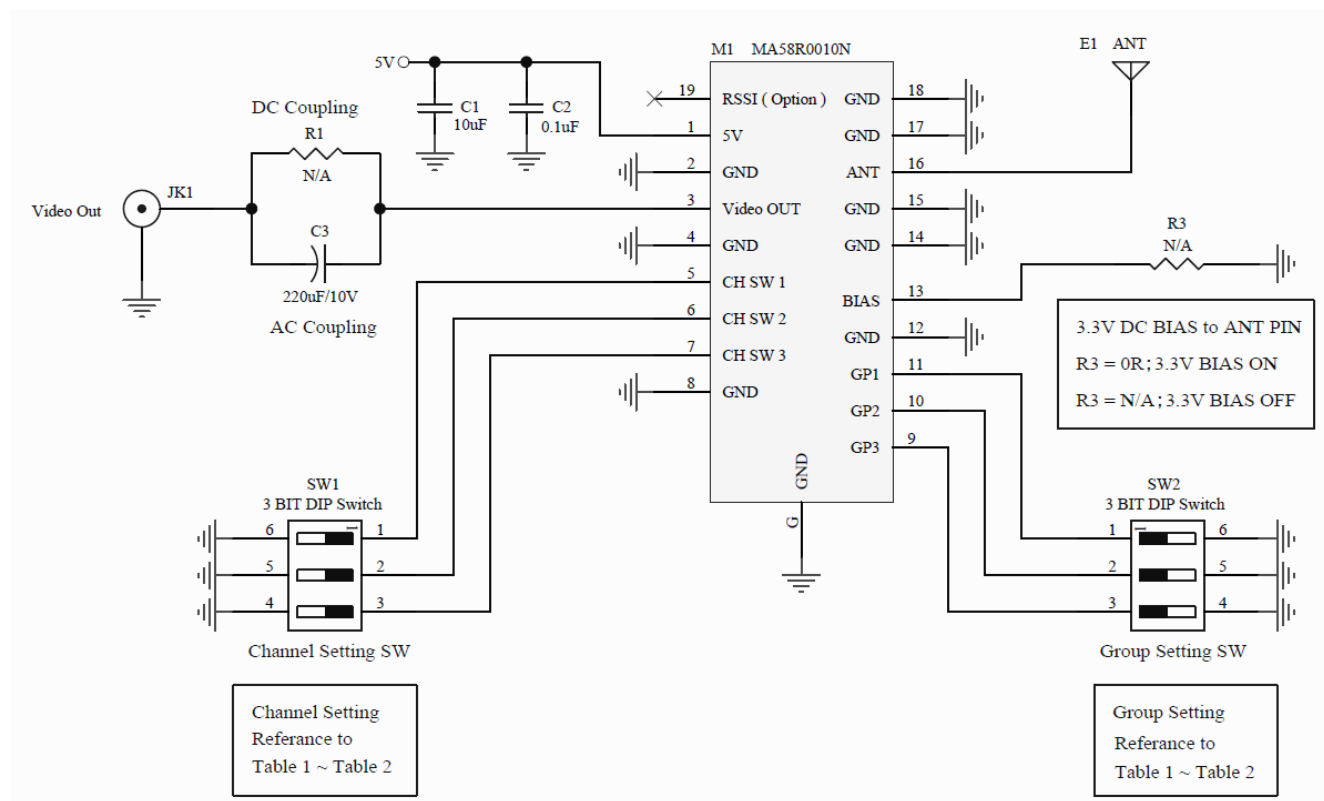 M1 MA58R0010N
E1 ANT
5V
C1
10uF
C2
0.1uF
DC Coupling
R1
N/A
JK1
Video Out
C3
220uF/10V
AC Coupling
19 RSSI ( Option ) GND 18
1 5V GND 17
2 GND ANT 16
3 Video OUT GND 15
4 GND GND 14
5 CH SW 1
BIAS 13
6 CH SW 2
GND 12
7 CH SW 3
GP1 11
8 GND
GP2 10
GP3 9
GND
G
R3
N/A
3.3V DC BIAS to ANT PIN
R3 = 0R; 3.3V BIAS ON
R3 = N/A; 3.3V BIAS OFF
SW1
3 BIT DIP Switch
6 1 1
5 2
4 3
Channel Setting SW
Channel Setting
Referance to
Table 1 ~ Table 2
SW2
3 BIT DIP Switch
1 1 6
2 5
3 4
Group Setting SW
Group Setting
Referance to
Table 1 ~ Table 2